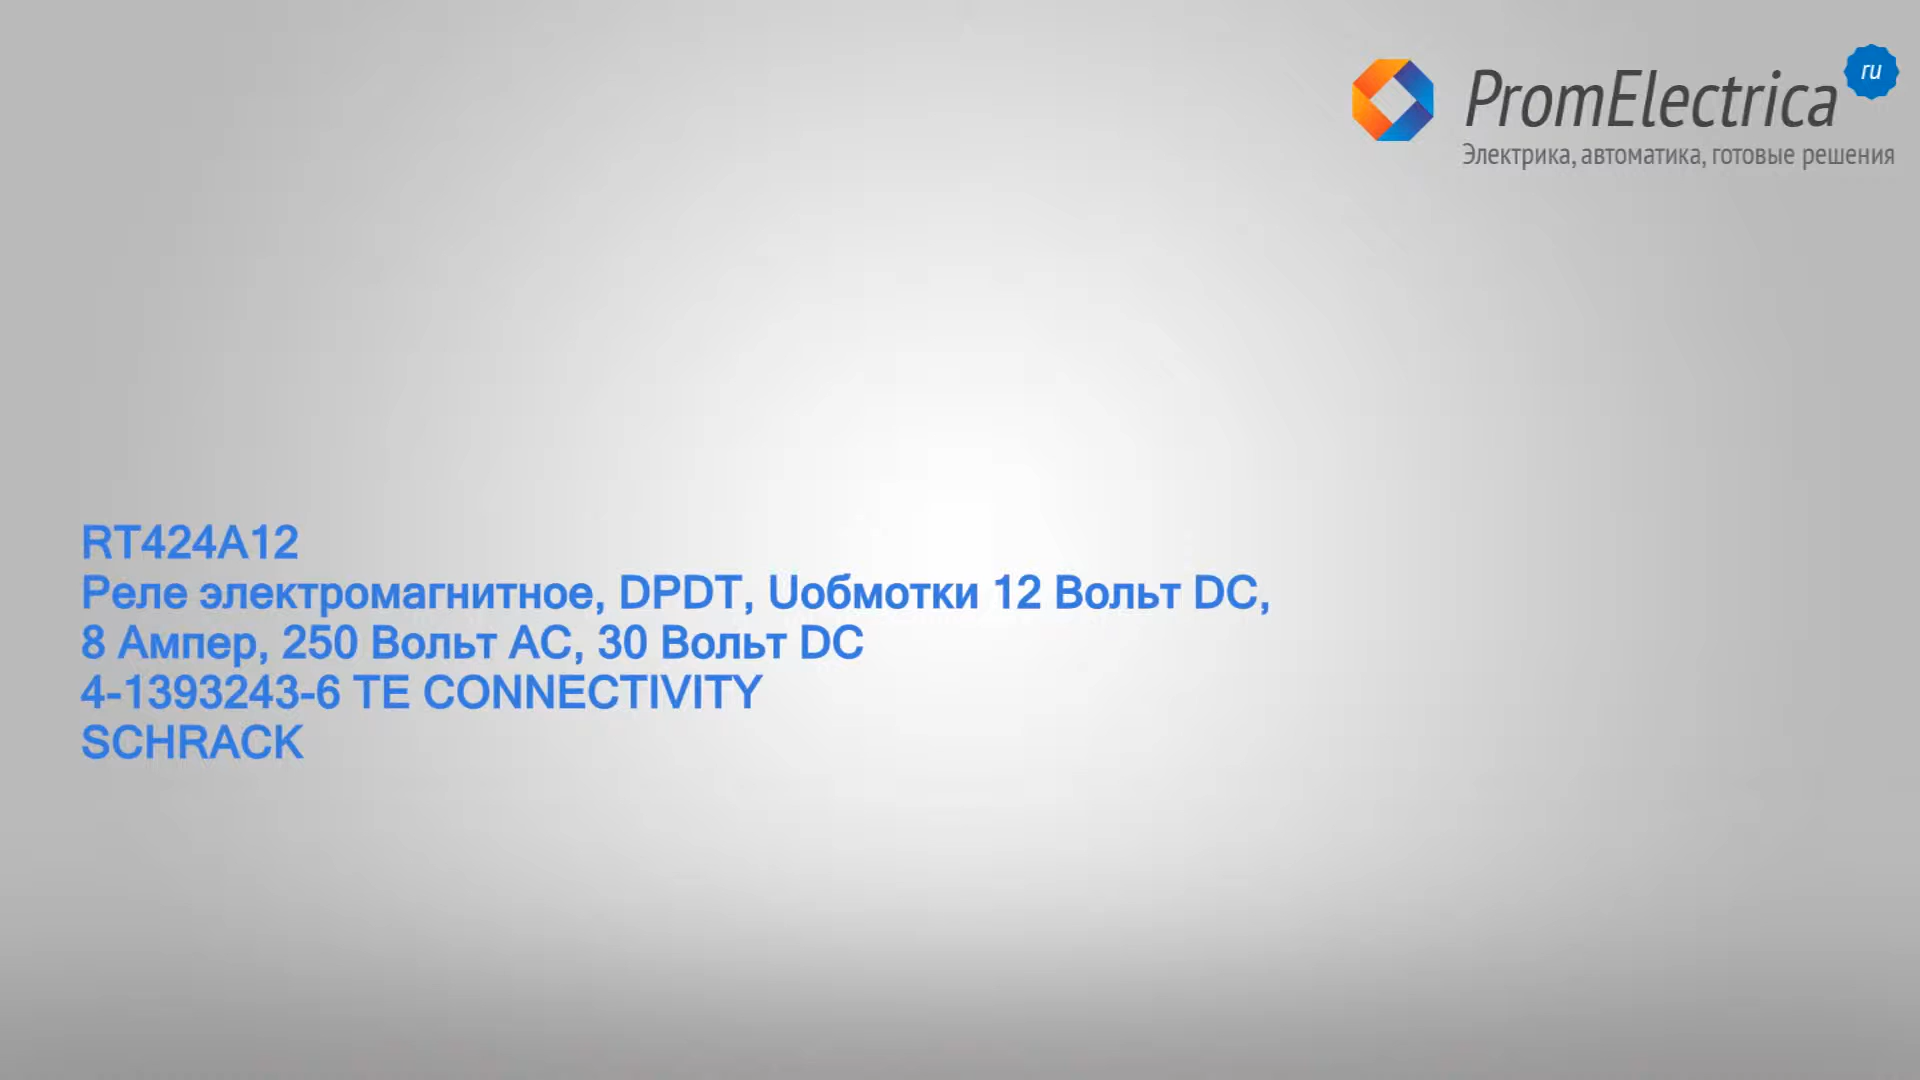 PromElectrica ru
Электрика, автоматика, готовые решения
RT424A12
Реле электромагнитное, DPDT, Uобмотки 12 Вольт DC,
8 Ампер, 250 Вольт AC, 30 Вольт DC
4-1393243-6 TE CONNECTIVITY
SCHRACK